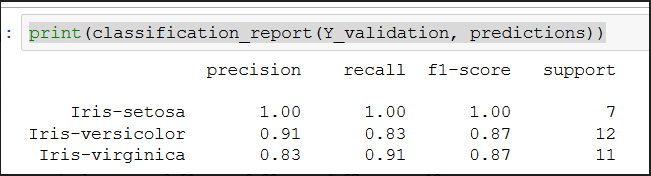 : print(classification_report(Y_validation, predictions))
precision recall f1-score support
Iris-setosa 1.00 1.00 1.00 7
Iris-versicolor 0.91 0.83 0.87 12
Iris-virginica 0.83 0.91 0.87 11